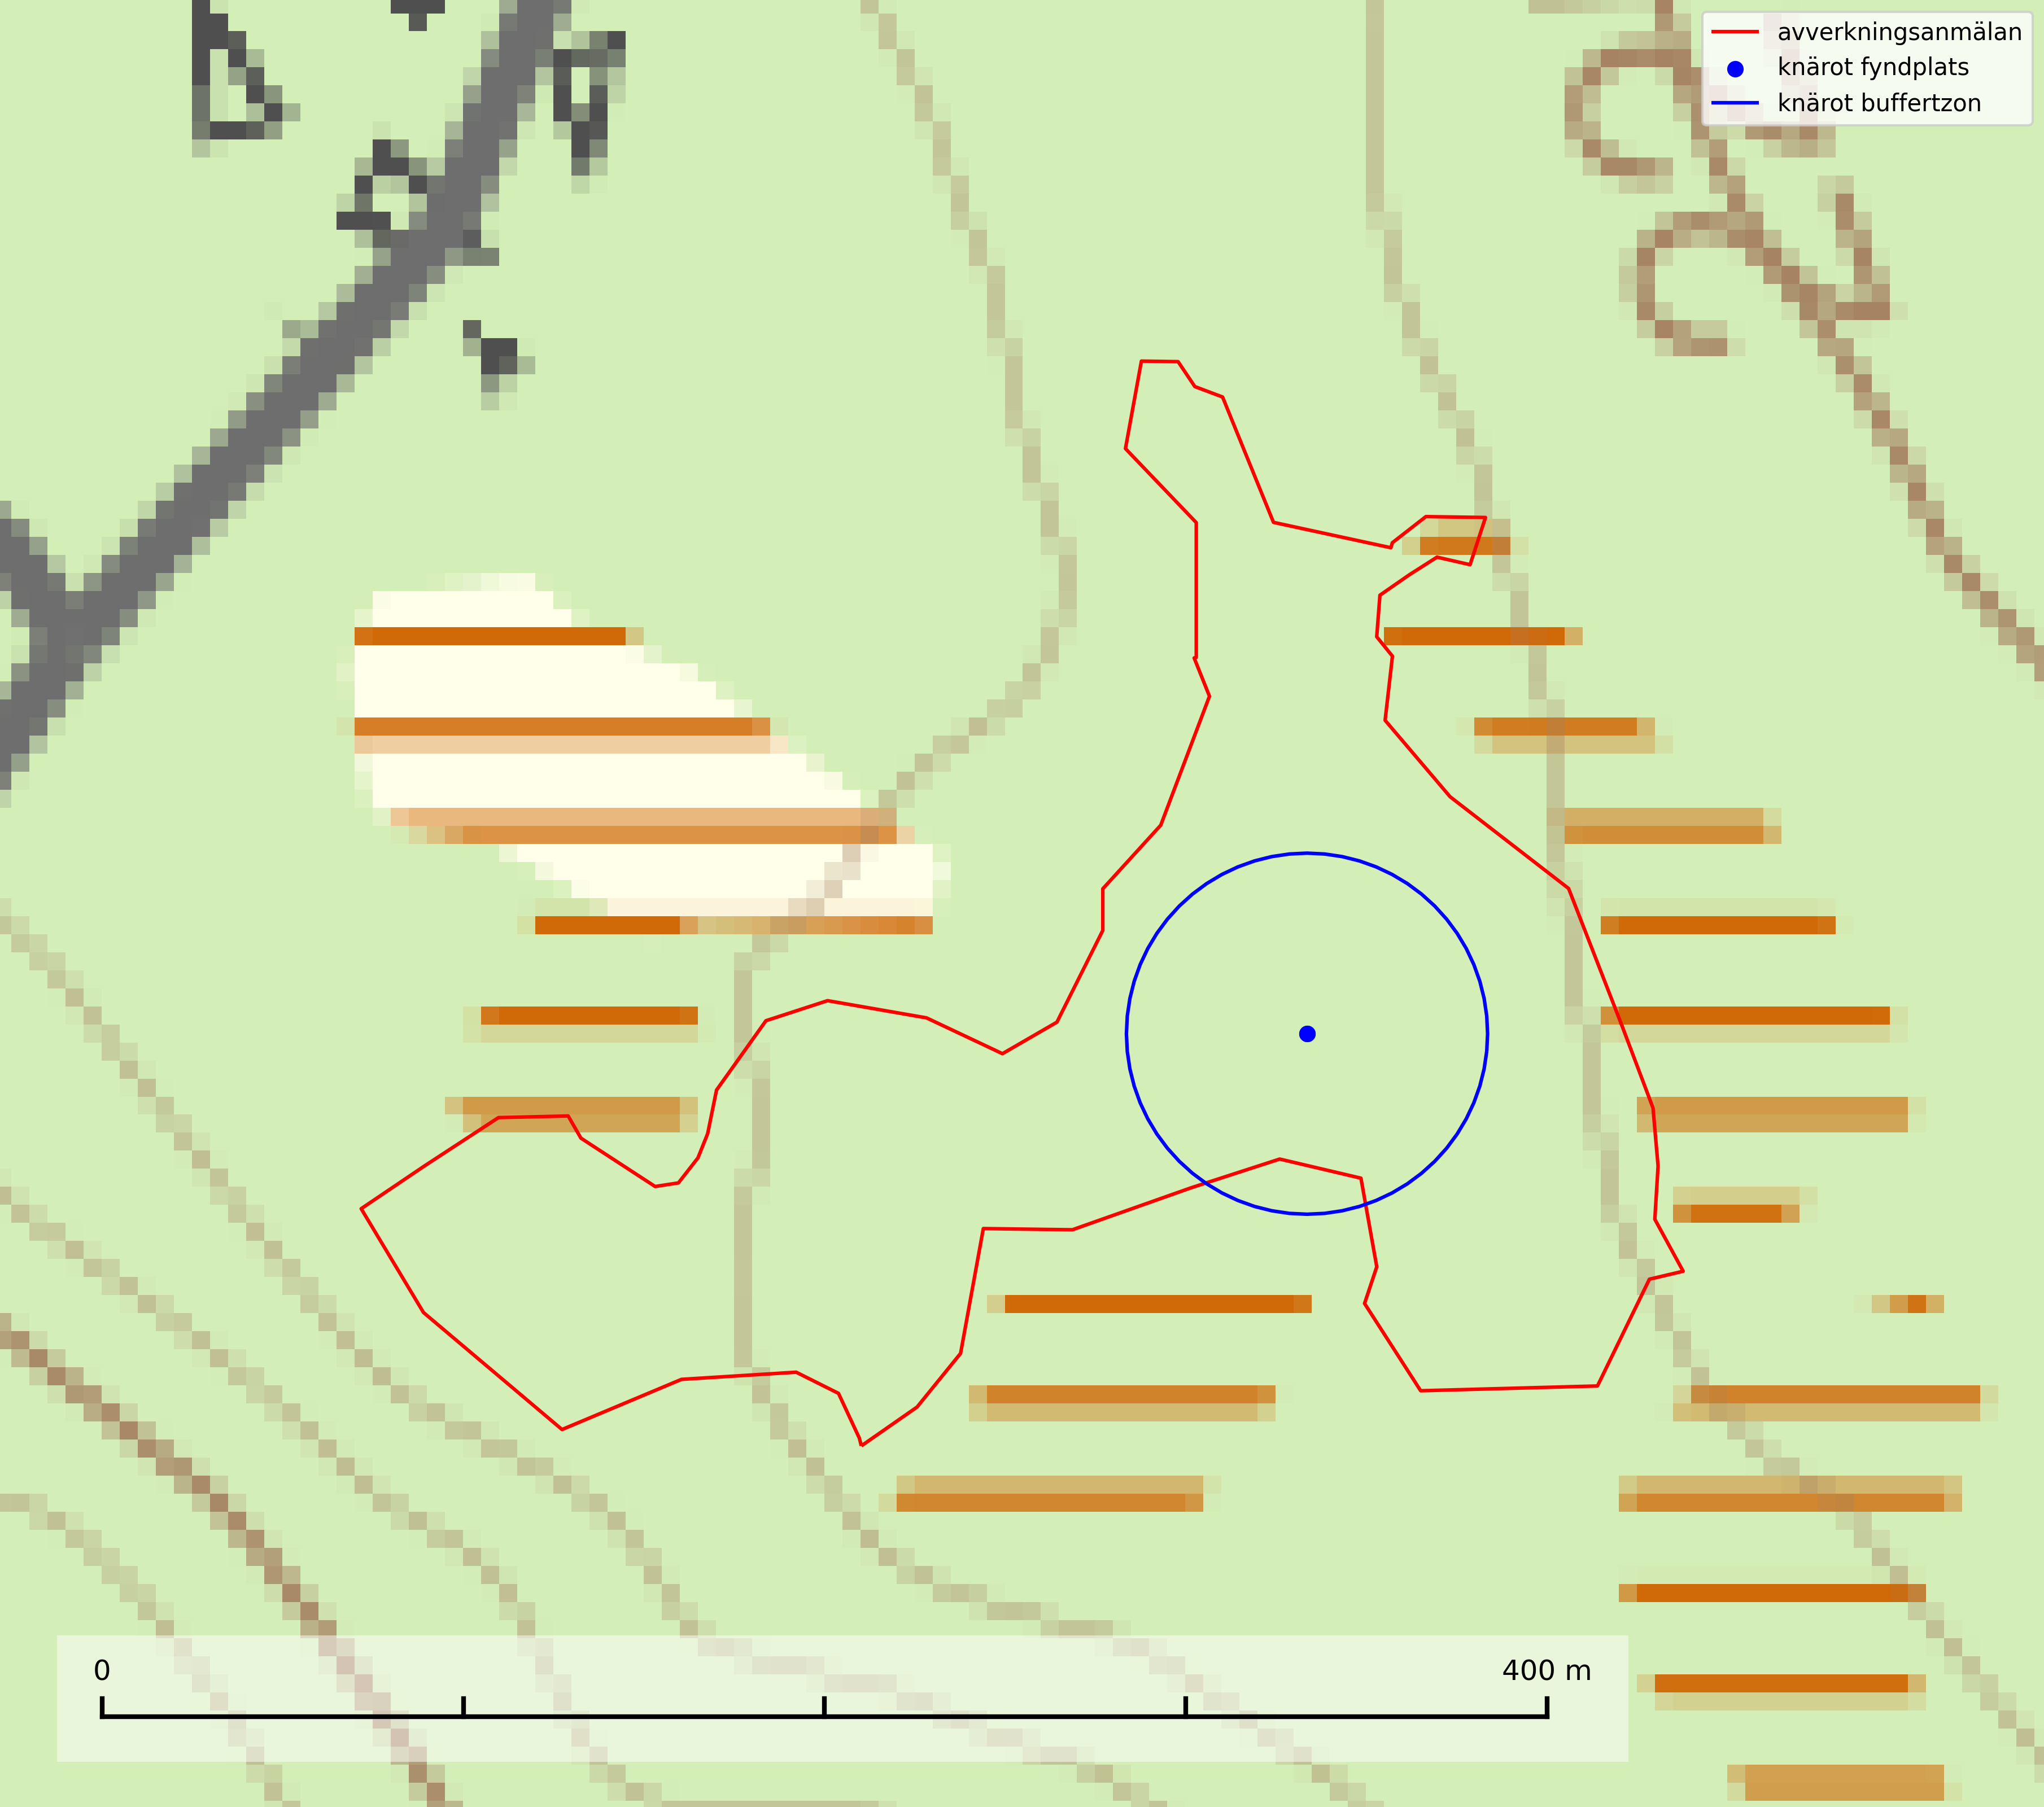 avverkningsanmälan
knärot fyndplats
knärot buffertzon
0
400 m